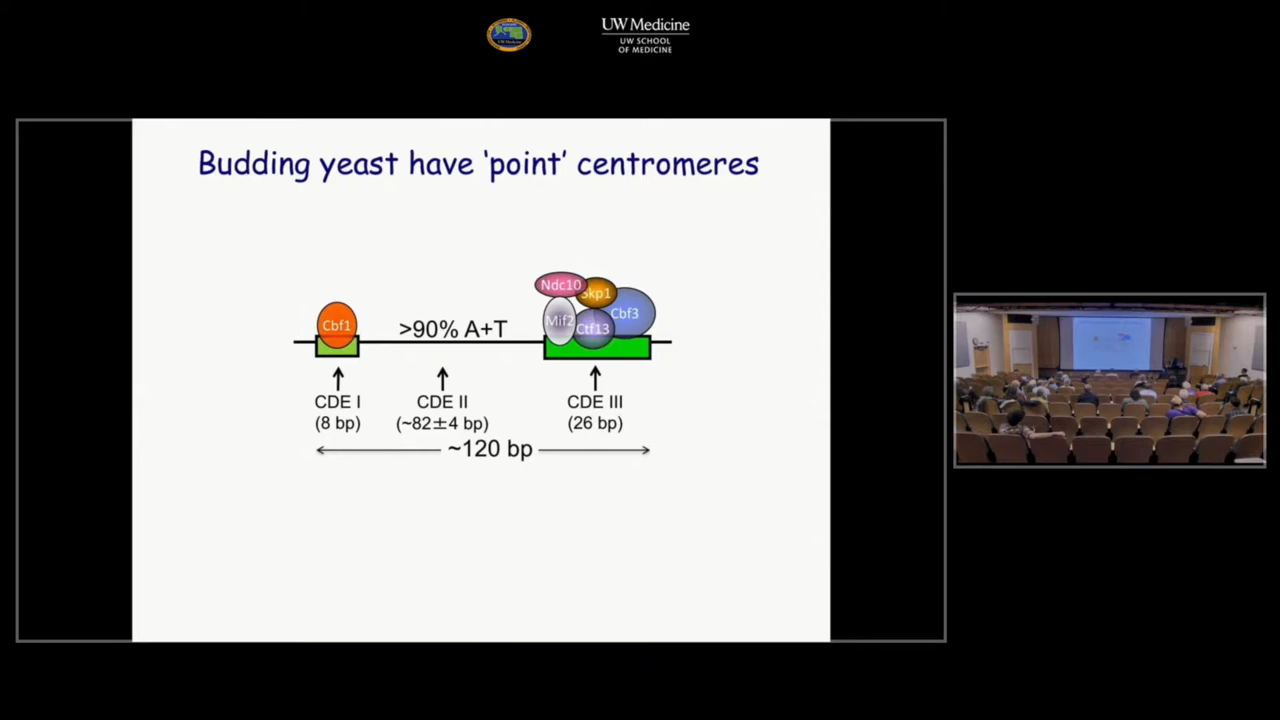 UW Medicine
UW SCHOOL
OF MEDICINE
Budding yeast have ‘point’ centromeres
Ndc10
Skp1
Cbf1
>90% A+T
Mif2
Ctf13
Cbf3
CDE I
(8 bp)
CDE II
(~82±4 bp)
CDE III
(26 bp)
~120 bp